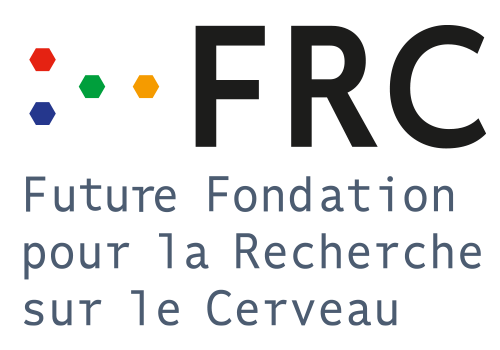 FRC
Future Fondation
pour la Recherche
sur le Cerveau